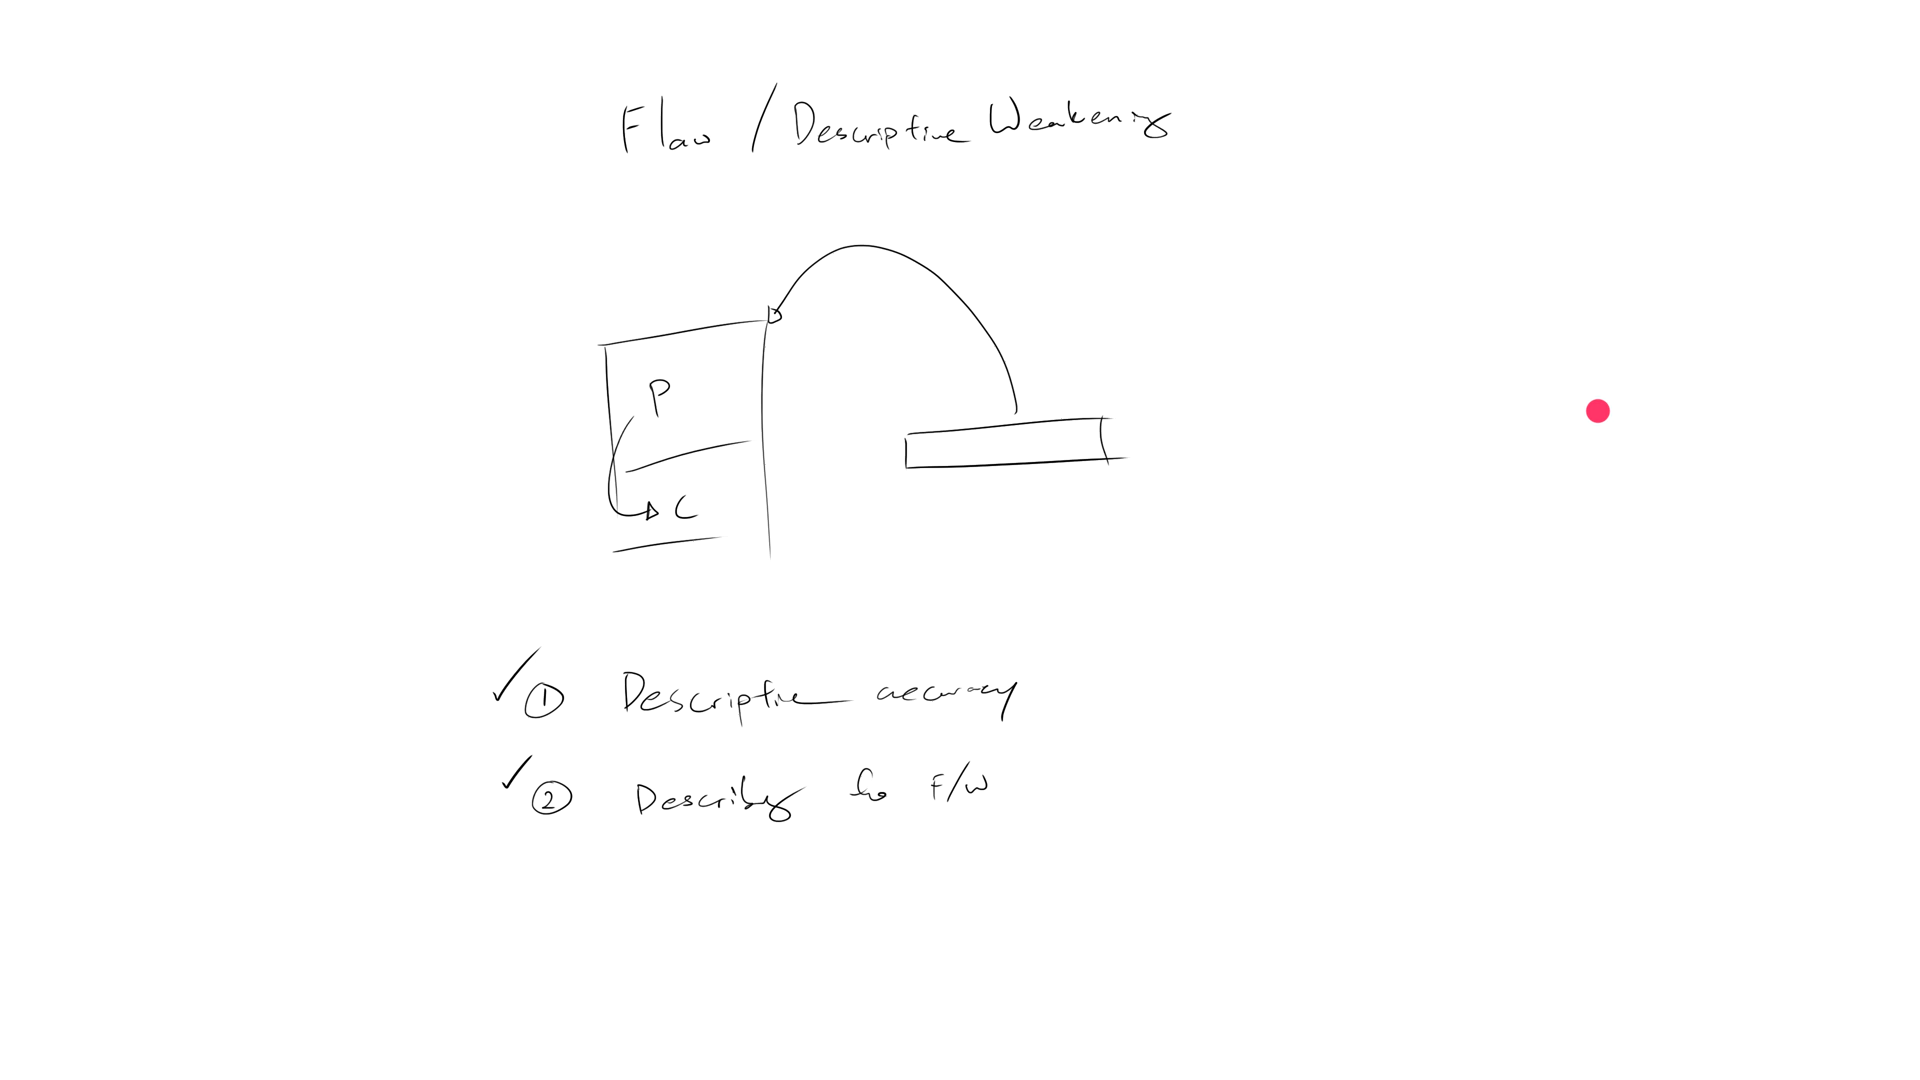 Flaw / Descriptive Weakening
P
C
① Descriptive accuracy
② Describing the F/W